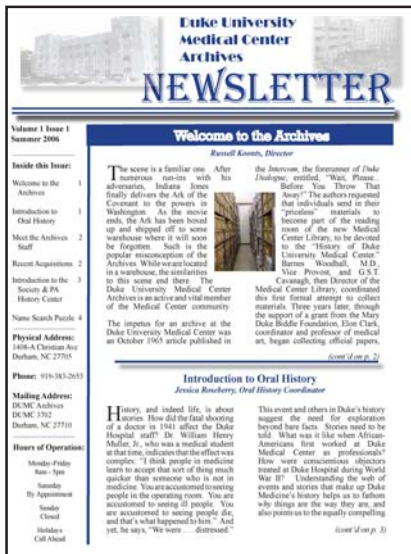 Duke University
Medical Center
Archives
NEWSLETTER
Volume 1 Issue 1
Summer 2006
Inside this Issue:
Welcome to the 1
Archives
Introduction to 1
Oral History
Meet the Archives 2
Staff
Recent Acquisitions 2
Introduction to the 3
Society & PA
History Center
Name Search Puzzle 4
Physical Address:
1408-A Christian Ave
Durham, NC 27705
Phone: 919-383-2653
Mailing Address:
DUMC Archives
DUMC 3702
Durham, NC 27710
Hours of Operation:
Monday-Friday
8am - 5pm
Saturday
By Appointment
Sunday
Closed
Holidays
Call Ahead
Welcome to the Archives
Russell Koonts, Director
The scene is a familiar one. After
numerous run-ins with his
adversaries, Indiana Jones
finally delivers the Ark of the
Covenant to the powers in
Washington. As the movie
ends, the Ark has been boxed
up and shipped off to some
warehouse where it will soon
be forgotten. Such is the
popular misconception of the
Archives. While we are located
in a warehouse, the similarities
to this scene end there. The
Duke University Medical Center
Archives is an active and vital member
of the Medical Center community.
The impetus for an archive at the
Duke University Medical Center was
an October 1965 article published in
the Intercom, the forerunner of Duke
Dialogue, entitled, "Wait, Please...
Before You Throw That
Away!" The authors requested
that individuals send in their
"priceless" materials to
become part of the reading
room of the new Medical
Center Library, to be devoted
to the "History of Duke
University Medical Center."
Barnes Woodhall, M.D.,
Vice Provost, and G.S.T.
Cavanagh, then Director of the
Medical Center Library, coordinated
this first formal attempt to collect
materials. Three years later, through
the support of a grant from the Mary
Duke Biddle Foundation, Elon Clark,
coordinator and professor of medical
art, began collecting official papers,
(cont'd on p. 2)
Introduction to Oral History
Jessica Roseberry, Oral History Coordinator
History, and indeed life, is about
stories. How did the fatal shooting
of a doctor in 1941 affect the Duke
Hospital staff? Dr. William Henry
Muller, Jr., who was a medical student
at that time, indicates that the effect was
complex: "I think people in medicine
learn to accept that sort of thing much
quicker than someone who is not in
medicine. You are accustomed to seeing
people in the operating room. You are
accustomed to seeing ill people. You
are accustomed to seeing people die,
and that's what happened to him." And
yet, he says, "We were . . . . distressed."
This event and others in Duke's history
suggest the need for exploration
beyond bare facts. Stories need to be
told. What was it like when African-
Americans first worked at Duke
Medical Center as professionals?
How were conscientious objectors
treated at Duke Hospital during World
War II? Understanding the web of
events and stories that make up Duke
Medicine's history helps us to fathom
why things are the way they are, and
also points us to the equally compelling
(cont'd on p. 3)